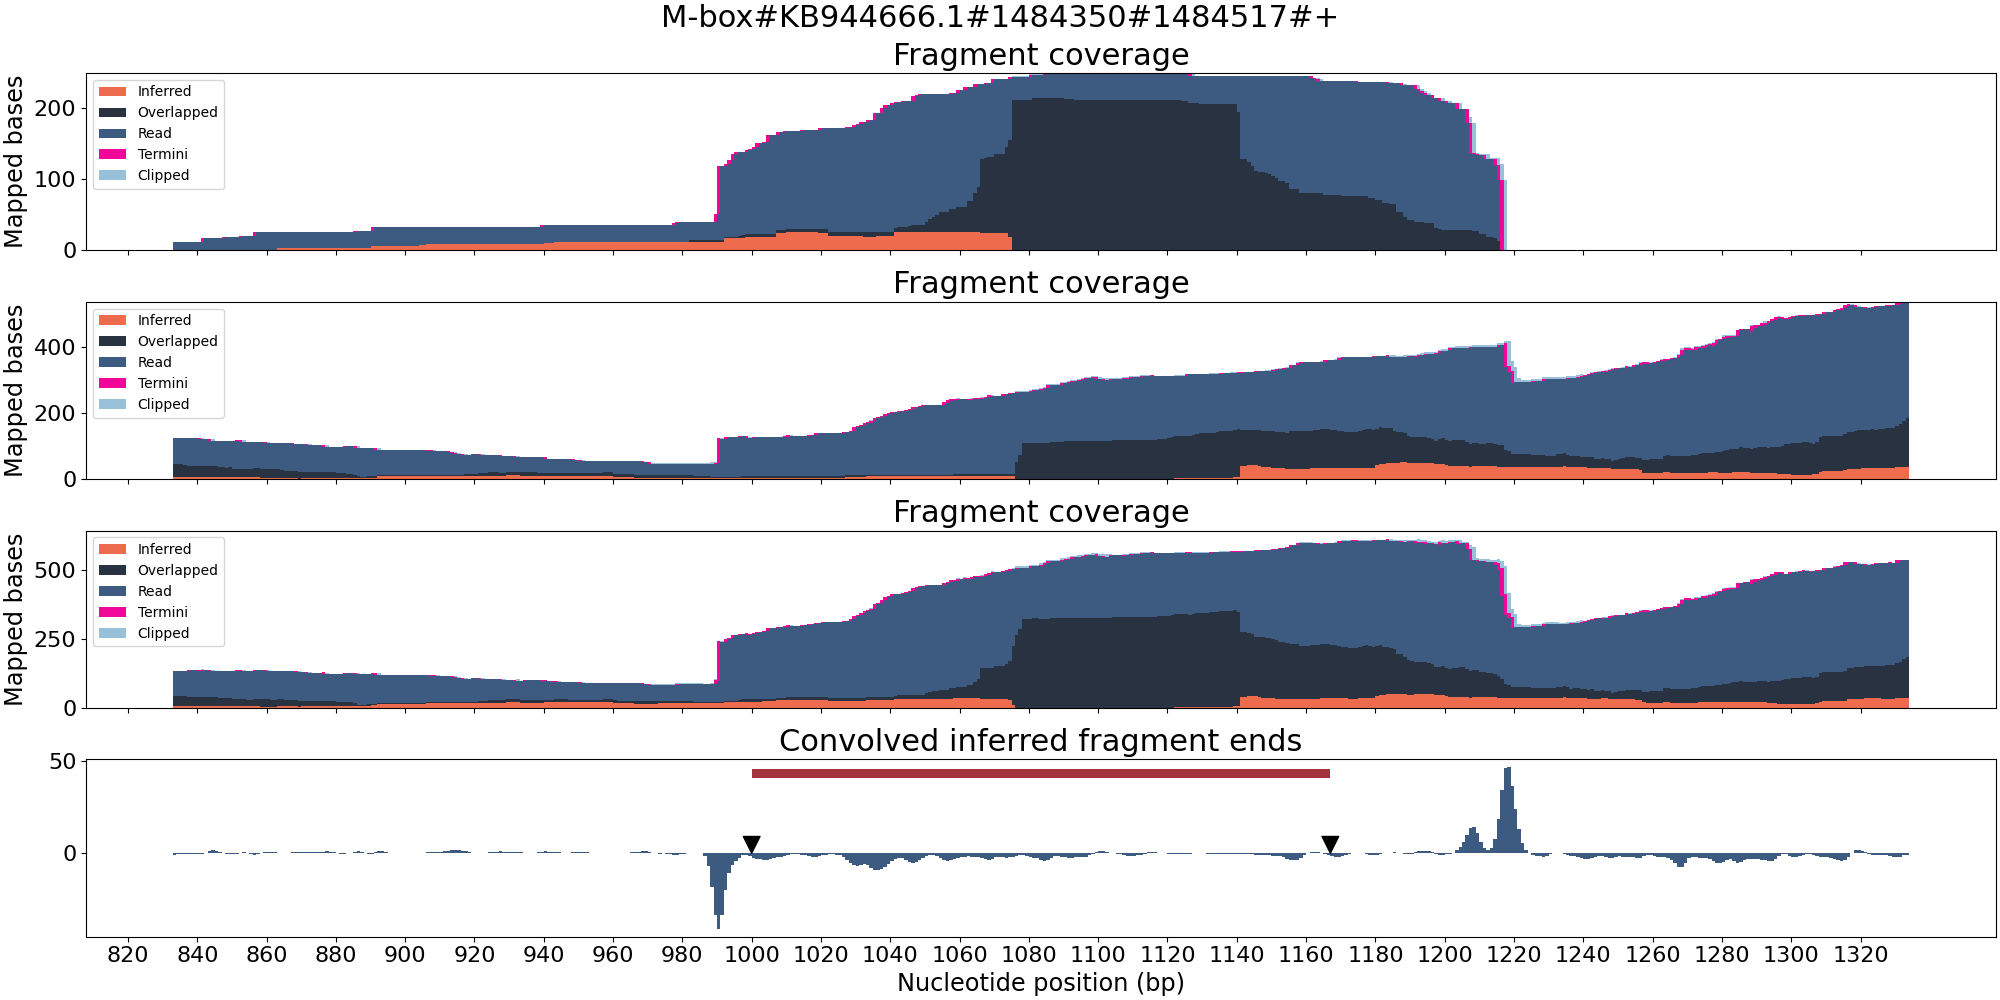 M-box#KB944666.1#1484350#1484517#+
Fragment coverage
Mapped bases
200
100
0
Inferred
Overlapped
Read
Termini
Clipped
Fragment coverage
Mapped bases
400
200
0
Inferred
Overlapped
Read
Termini
Clipped
Fragment coverage
Mapped bases
500
250
0
Inferred
Overlapped
Read
Termini
Clipped
Convolved inferred fragment ends
50
0
820 840 860 880 900 920 940 960 980 1000 1020 1040 1060 1080 1100 1120 1140 1160 1180 1200 1220 1240 1260 1280 1300 1320
Nucleotide position (bp)